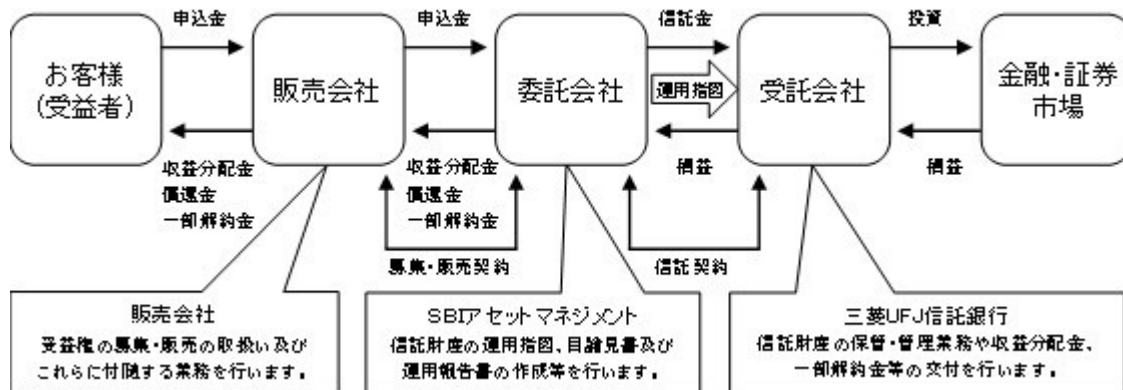 申込金
申込金
信託金
投資
お客様
(受益者)
販売会社
委託会社
運用指図
受託会社
金融・証券
市場
収益分配金
償還金
一部解約金
収益分配金
償還金
一部解約金
損益
損益
募集・販売契約
信託契約
販売会社
受益権の募集・販売の取扱い及び
これらに付随する業務を行います。
SBIアセットマネジメント
信託財産の運用指図、目論見書及び
運用報告書の作成等を行います。
三菱UFJ信託銀行
信託財産の保管・管理業務や収益分配金、
一部解約金等の交付を行います。